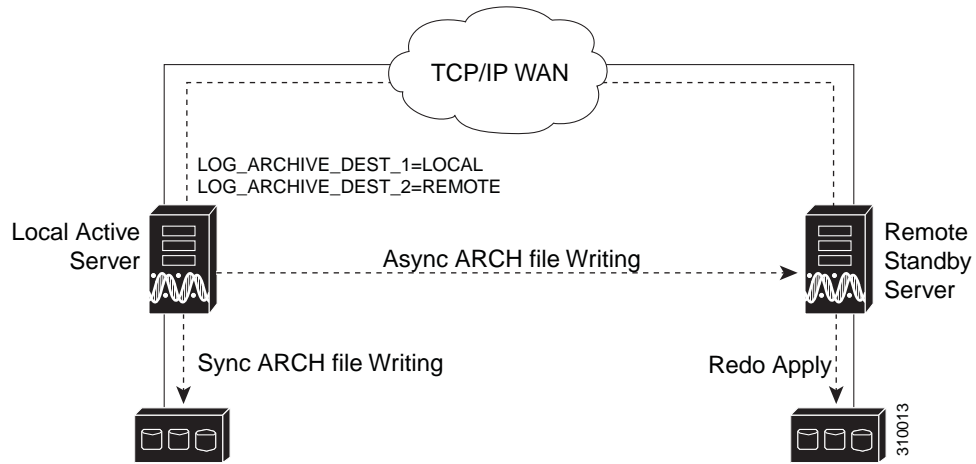 TCP/IP WAN
LOG_ARCHIVE_DEST_1=LOCAL
LOG_ARCHIVE_DEST_2=REMOTE
Local Active
Server
Async ARCH file Writing
Remote
Standby
Server
Sync ARCH file Writing
Redo Apply
310013